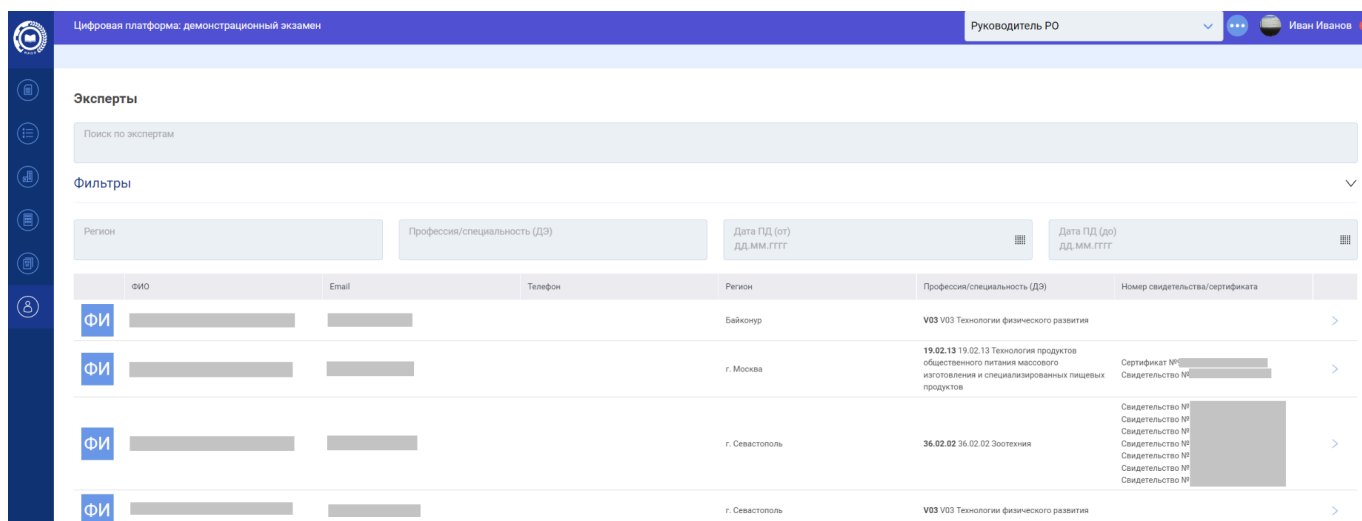 Цифровая платформа: демонстрационный экзамен
Руководитель РО
Иван Иванов
Эксперты
Поиск по экспертам
Фильтры
Регион
Профессия/специальность (ДЭ)
Дата ПД (от)
дд.мм.гггг
Дата ПД (до)
дд.мм.гггг
ФИО Email Телефон Регион Профессия/специальность (ДЭ) Номер свидетельства/сертификата
ФИ Байконур V03 V03 Технологии физического развития
ФИ г. Москва
19.02.13 19.02.13 Технология продуктов
общественного питания массового
изготовления и специализированных пищевых
продуктов
Сертификат №
Свидетельство №
ФИ г. Севастополь 36.02.02 36.02.02 Зоотехния
Свидетельство №
Свидетельство №
Свидетельство №
Свидетельство №
Свидетельство №
Свидетельство №
Свидетельство №
ФИ г. Севастополь V03 V03 Технологии физического развития